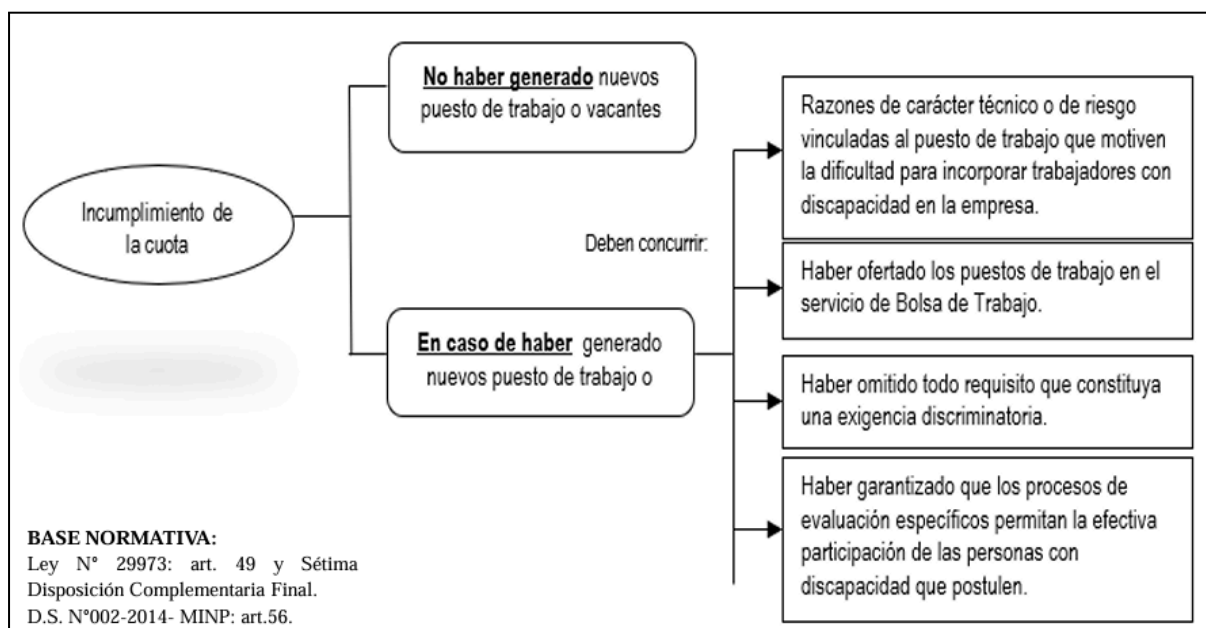 No haber generado nuevos
puesto de trabajo o vacantes
Incumplimiento de
la cuota
Deben concurrir:
En caso de haber generado
nuevos puesto de trabajo o
Razones de carácter técnico o de riesgo
vinculadas al puesto de trabajo que motiven
la dificultad para incorporar trabajadores con
discapacidad en la empresa.
Haber ofertado los puestos de trabajo en el
servicio de Bolsa de Trabajo.
Haber omitido todo requisito que constituya
una exigencia discriminatoria.
Haber garantizado que los procesos de
evaluación específicos permitan la efectiva
participación de las personas con
discapacidad que postulen.
BASE NORMATIVA:
Ley N° 29973: art. 49 y Sétima
Disposición Complementaria Final.
D.S. N°002-2014- MINP: art.56.